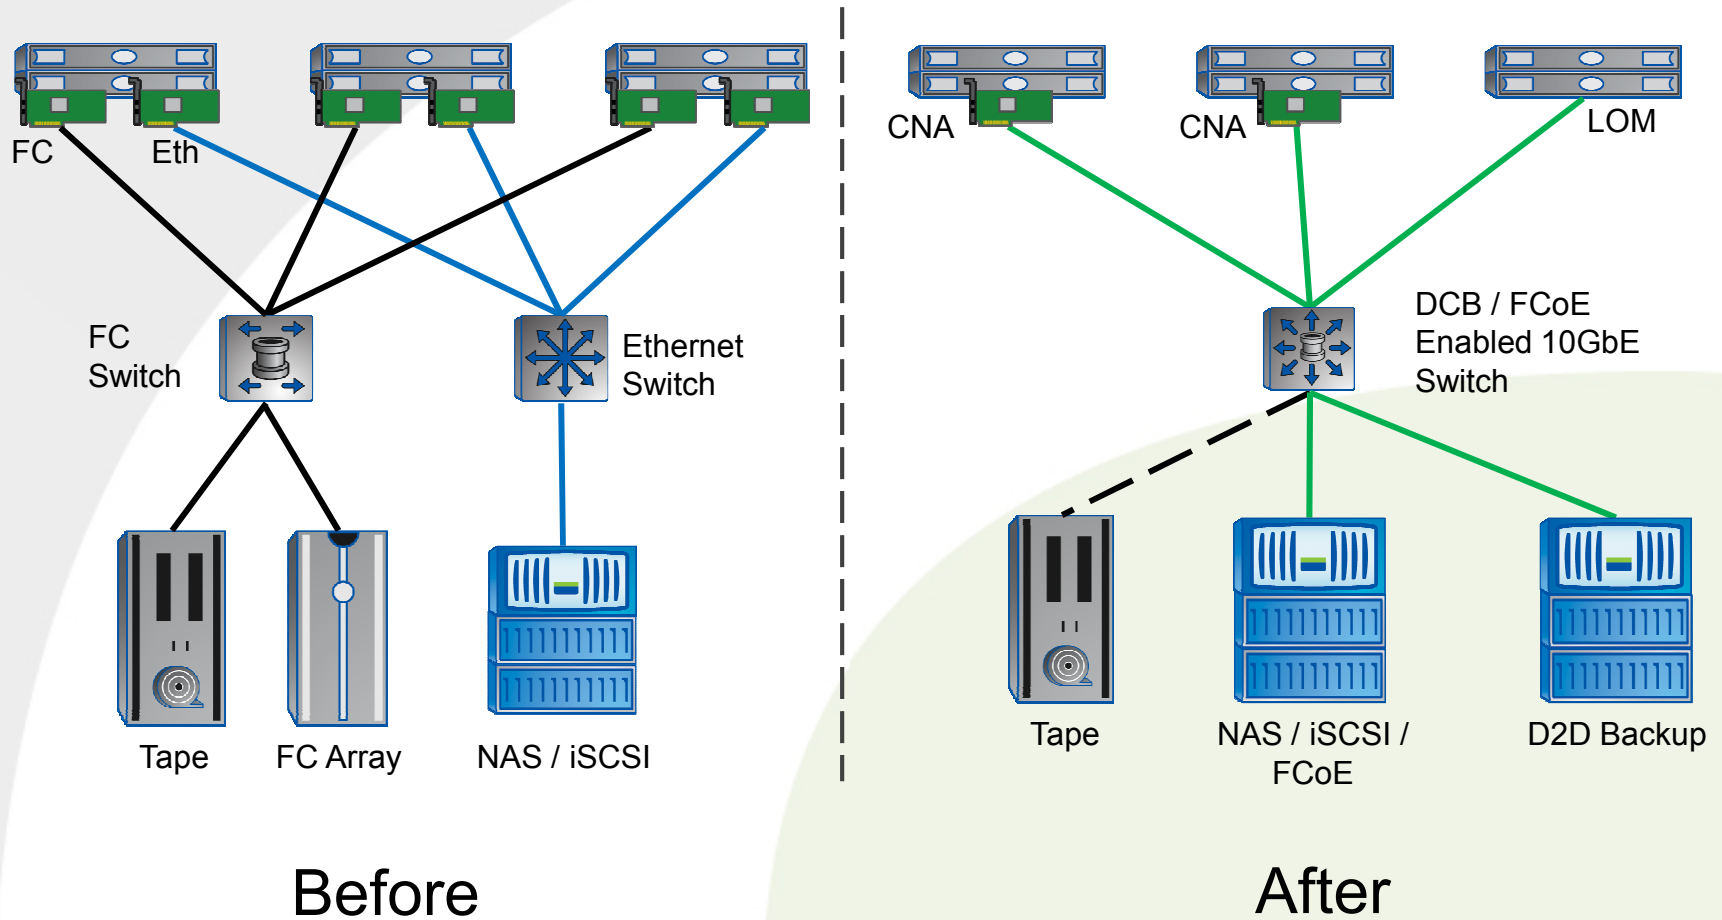 FC
Eth
FC
Switch
Ethernet
Switch
Tape
FC Array
NAS / iSCSI
Before
CNA
CNA
LOM
DCB / FCoE
Enabled 10GbE
Switch
Tape
NAS / iSCSI /
FCoE
D2D Backup
After